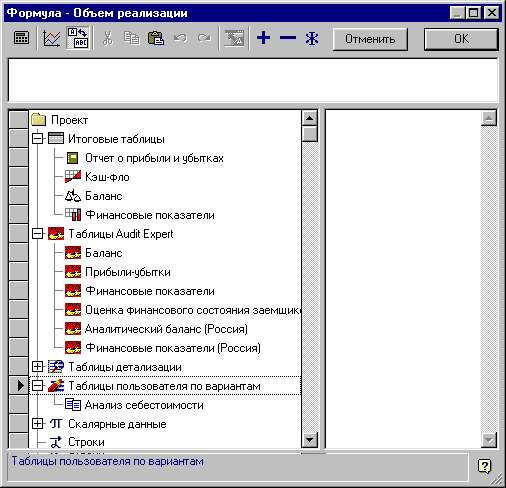 Формула - Объем реализации
Отменить
OK
Проект
Итоговые таблицы
Отчет о прибыли и убытках
Кэш-фло
Баланс
Финансовые показатели
Таблицы Audit Expert
Баланс
Прибыли-убытки
Финансовые показатели
Оценка финансового состояния заемщик
Аналитический баланс (Россия)
Финансовые показатели (Россия)
Таблицы детализации
Таблицы пользователя по вариантам
Анализ себестоимости
Скалярные данные
Строки
Таблицы пользователя по вариантам